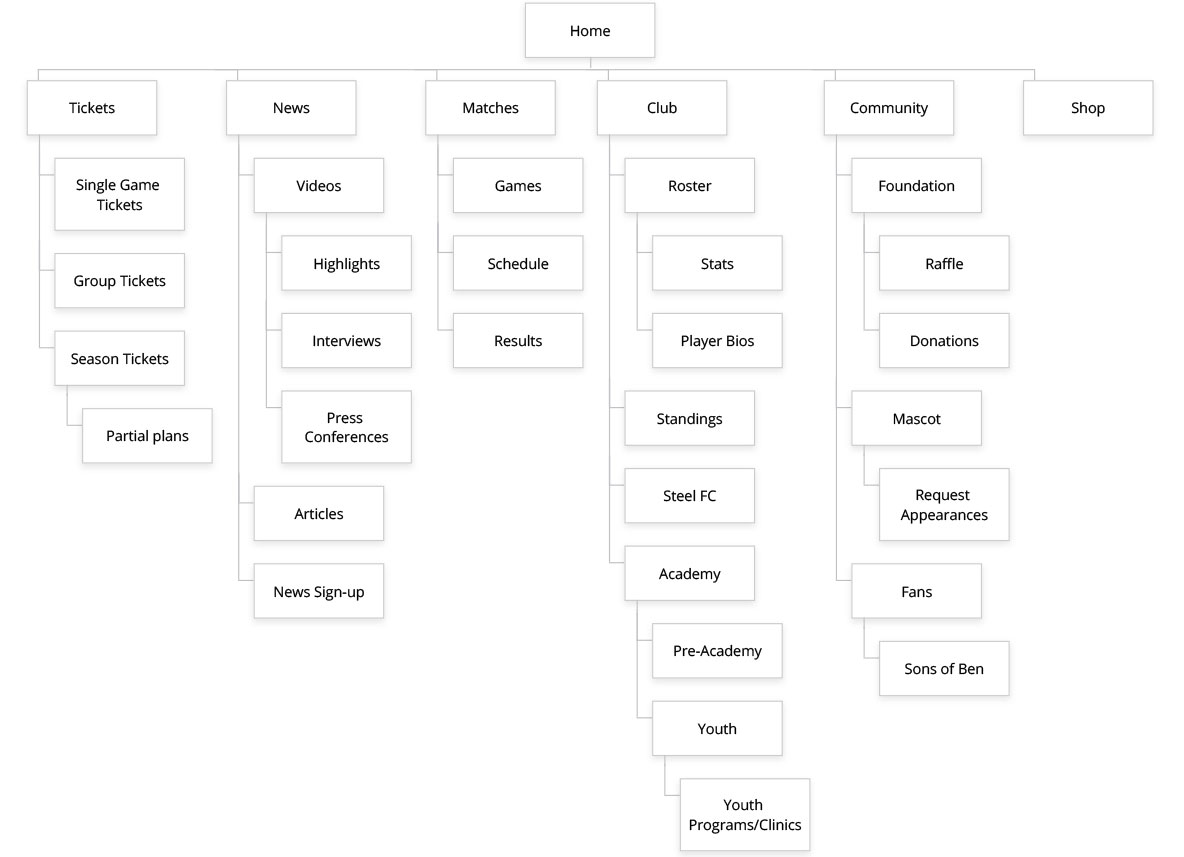 Home
Tickets
Single Game
Tickets
Group Tickets
Season Tickets
Partial plans
News
Videos
Highlights
Interviews
Press
Conferences
Articles
News Sign-up
Matches
Games
Schedule
Results
Club
Roster
Stats
Player Bios
Standings
Steel FC
Academy
Pre-Academy
Youth
Youth
Programs/Clinics
Community
Foundation
Raffle
Donations
Mascot
Request
Appearances
Fans
Sons of Ben
Shop